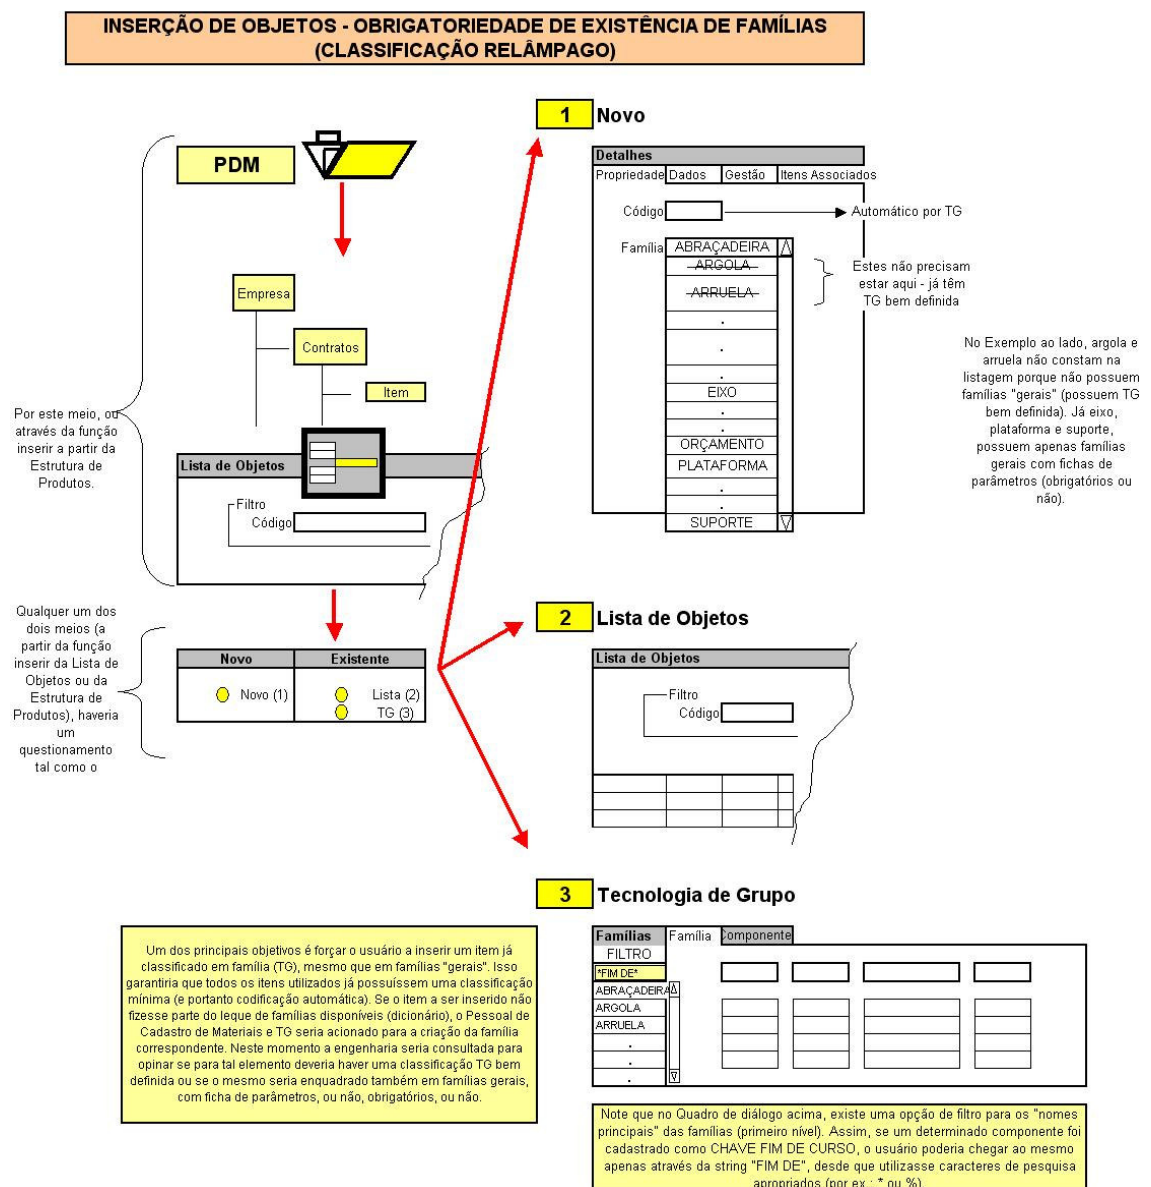 INSERÇÃO DE OBJETOS - OBRIGATORIEDADE DE EXISTÊNCIA DE FAMÍLIAS
(CLASSIFICAÇÃO RELÂMPAGO)
PDM
Empresa
Contratos
Item
Por este meio, ou
através da função
inserir a partir da
Estrutura de
Produtos.
Lista de Objetos
Filtro
Código
Qualquer um dos
dois meios (a
partir da função
inserir da Lista de
Objetos ou da
Estrutura de
Produtos), haveria
um
questionamento
tal como o
Novo Existente
Novo (1) Lista (2)
TG (3)
1 Novo
Detalhes
Propriedade Dados Gestão Itens Associados
Código Automático por TG
Família ABRAÇADEIRA
ARGOLA
ARRUELA
.
.
.
EIXO
.
.
ORÇAMENTO
PLATAFORMA
.
.
SUPORTE
Estes não precisam
estar aqui - já têm
TG bem definida
No Exemplo ao lado, argola e
arruela não constam na
listagem porque não possuem
famílias "gerais" (possuem TG
bem definida). Já eixo,
plataforma e suporte,
possuem apenas famílias
gerais com fichas de
parâmetros (obrigatórios ou
não).
2 Lista de Objetos
Lista de Objetos
Filtro
Código
3 Tecnologia de Grupo
Famílias Família Componente
FILTRO
*FIM DE*
ABRAÇADEIRA
ARGOLA
ARRUELA
.
.
.
Um dos principais objetivos é forçar o usuário a inserir um item já
classificado em família (TG), mesmo que em famílias "gerais". Isso
garantiria que todos os itens utilizados já possuíssem uma classificação
mínima (e portanto codificação automática). Se o item a ser inserido não
fizesse parte do leque de famílias disponíveis (dicionário), o Pessoal de
Cadastro de Materiais e TG seria acionado para a criação da família
correspondente. Neste momento a engenharia seria consultada para
opinar se para tal elemento deveria haver uma classificação TG bem
definida ou se o mesmo seria enquadrado também em famílias gerais,
com ficha de parâmetros, ou não, obrigatórios, ou não.
Note que no Quadro de diálogo acima, existe uma opção de filtro para os "nomes
principais" das famílias (primeiro nível). Assim, se um determinado componente foi
cadastrado como CHAVE FIM DE CURSO, o usuário poderia chegar ao mesmo
apenas através da string "FIM DE", desde que utilizasse caracteres de pesquisa
apropriados (por ex.: * ou %).